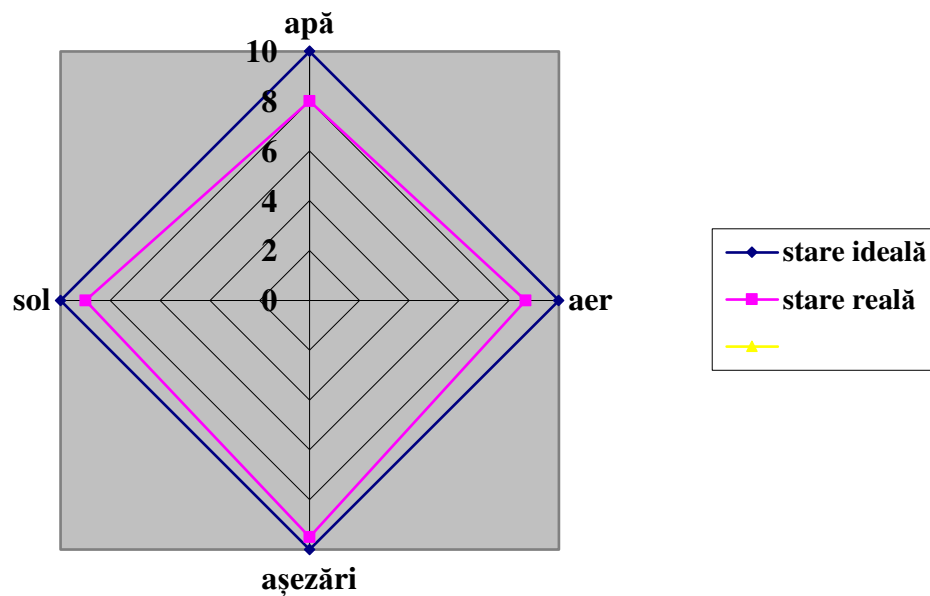 apă
10
8
6
4
2
0
sol
aer
așezări
stare ideală
stare reală